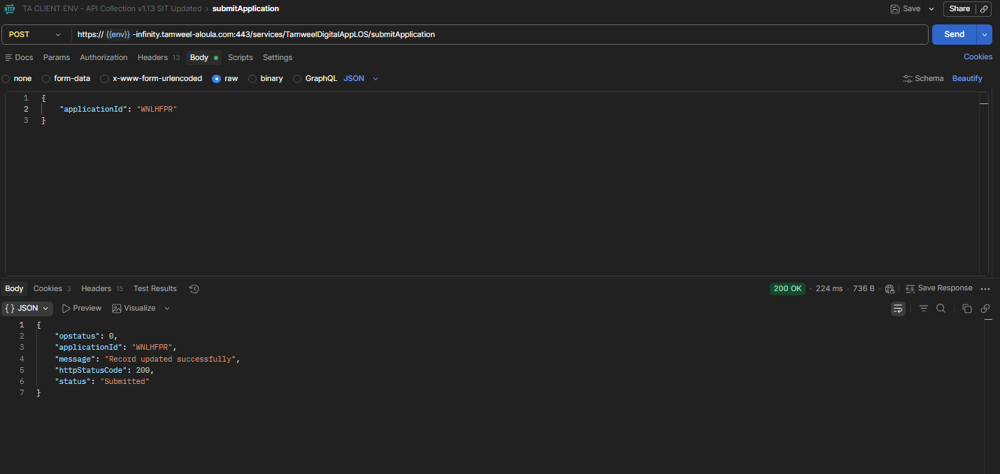 HTTP TA CLIENT ENV - API Collection v1.13 SIT Updated > submitApplication Save Share
POST https:// {{env}} -infinity.tamweel-aloula.com:443/services/TamweelDigitalAppLOS/submitApplication Send
Docs Params Authorization Headers 13 Body Scripts Settings Cookies
none form-data x-www-form-urlencoded raw binary GraphQL JSON Schema Beautify
1 {
2 "applicationId": "WNLHFPR"
3 }
Body Cookies 3 Headers 15 Test Results 200 OK 224 ms 736 B e.g. Save Response
{} JSON Preview Visualize
1 {
2 "opstatus": 0,
3 "applicationId": "WNLHFPR",
4 "message": "Record updated successfully",
5 "httpStatusCode": 200,
6 "status": "Submitted"
7 }